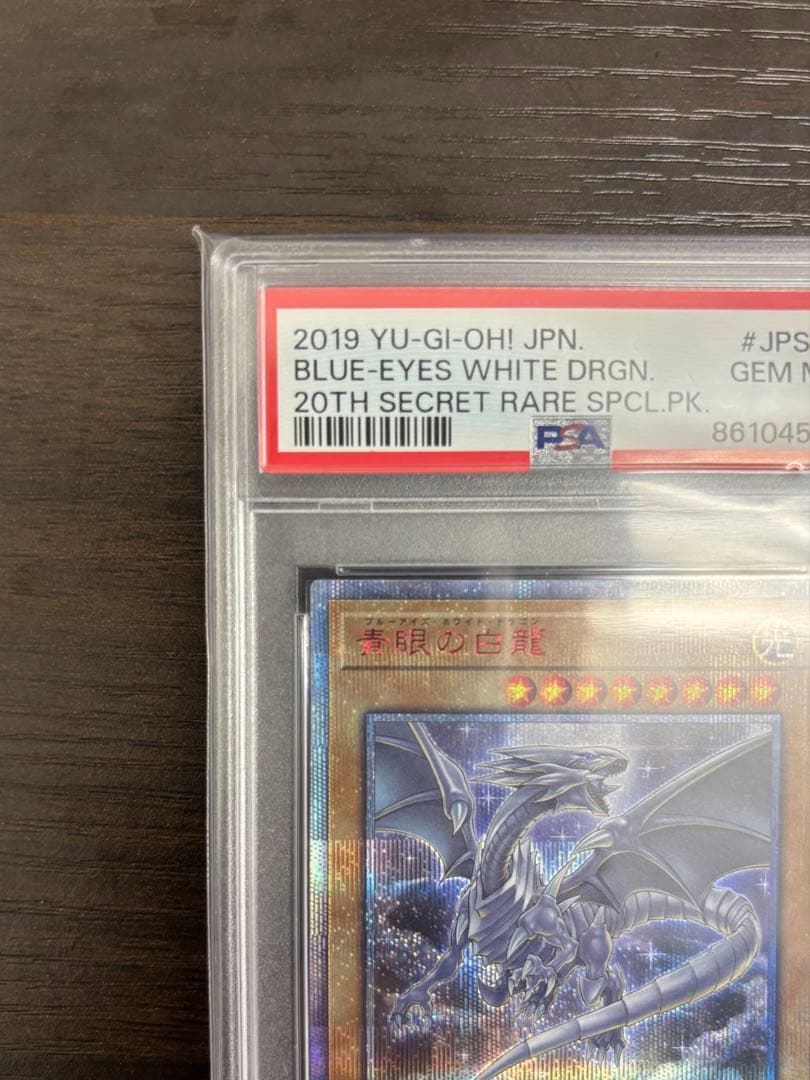 2019 YU-GI-OH! JPN. #JPS
BLUE-EYES WHITE DRGN. GEM M
20TH SECRET RARE SPCL.PK.
PSA 861045
ブルーアイズ・ホワイト・ドラゴン
青眼の白龍
光